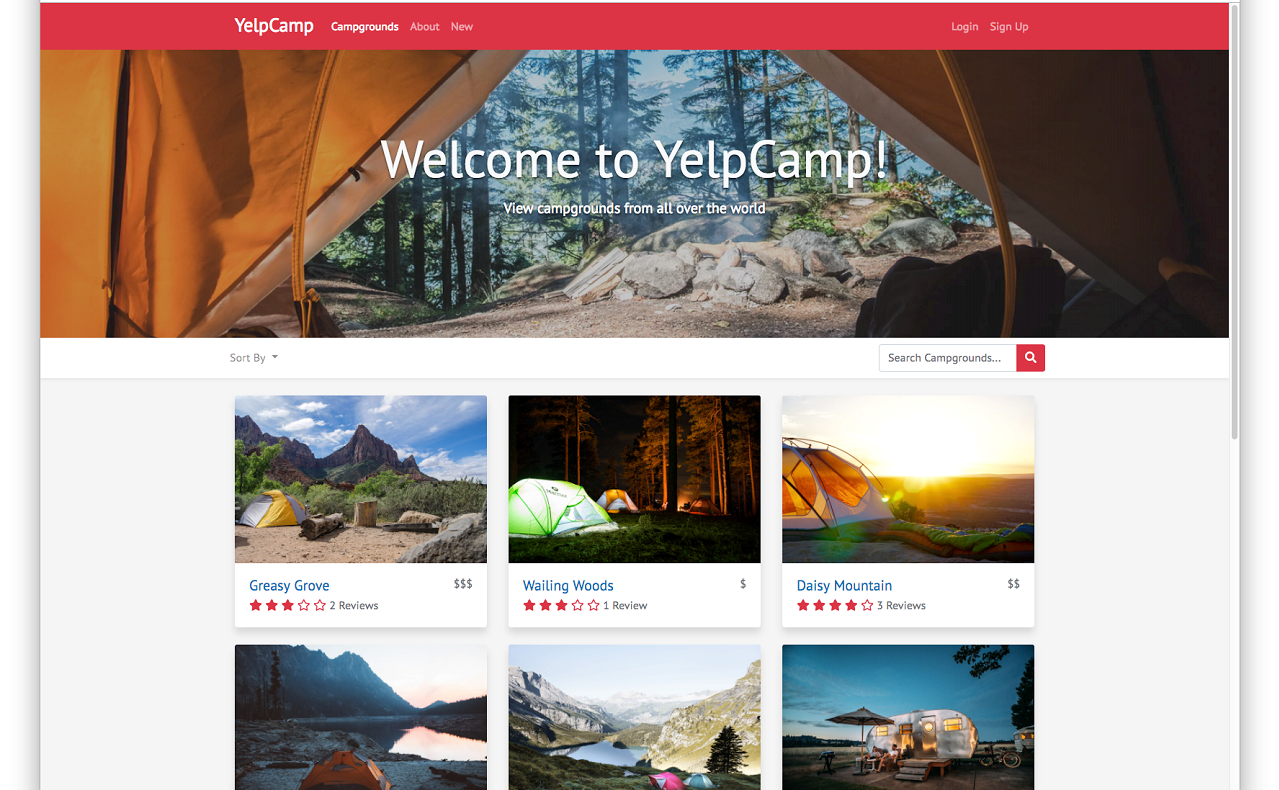 YelpCamp Campgrounds About New Login Sign Up
Welcome to YelpCamp!
View campgrounds from all over the world
Sort By
Search Campgrounds...
Greasy Grove $$$
2 Reviews
Wailing Woods $
1 Review
Daisy Mountain $$
3 Reviews